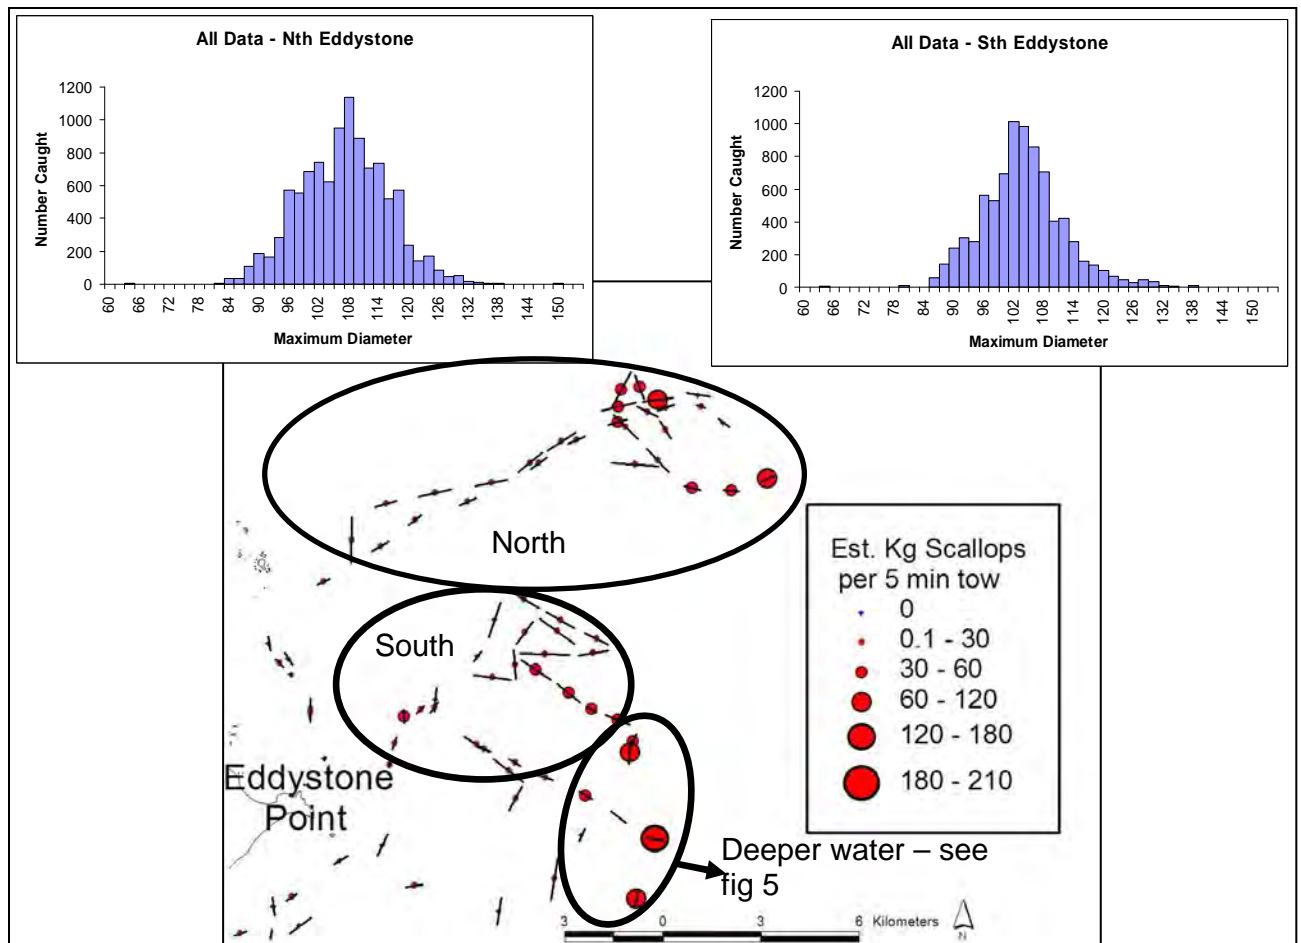 All Data - Nth Eddystone
Number Caught
1200
1000
800
600
400
200
0
60 66 72 78 84 90 96 102 108 114 120 126 132 138 144 150
Maximum Diameter
All Data - Sth Eddystone
Number Caught
1200
1000
800
600
400
200
0
60 66 72 78 84 90 96 102 108 114 120 126 132 138 144 150
Maximum Diameter
North
South
Eddystone
Point
Est. Kg Scallops
per 5 min tow
0
0.1 - 30
30 - 60
60 - 120
120 - 180
180 - 210
Deeper water – see
fig 5
3 0 3 6 Kilometers
N